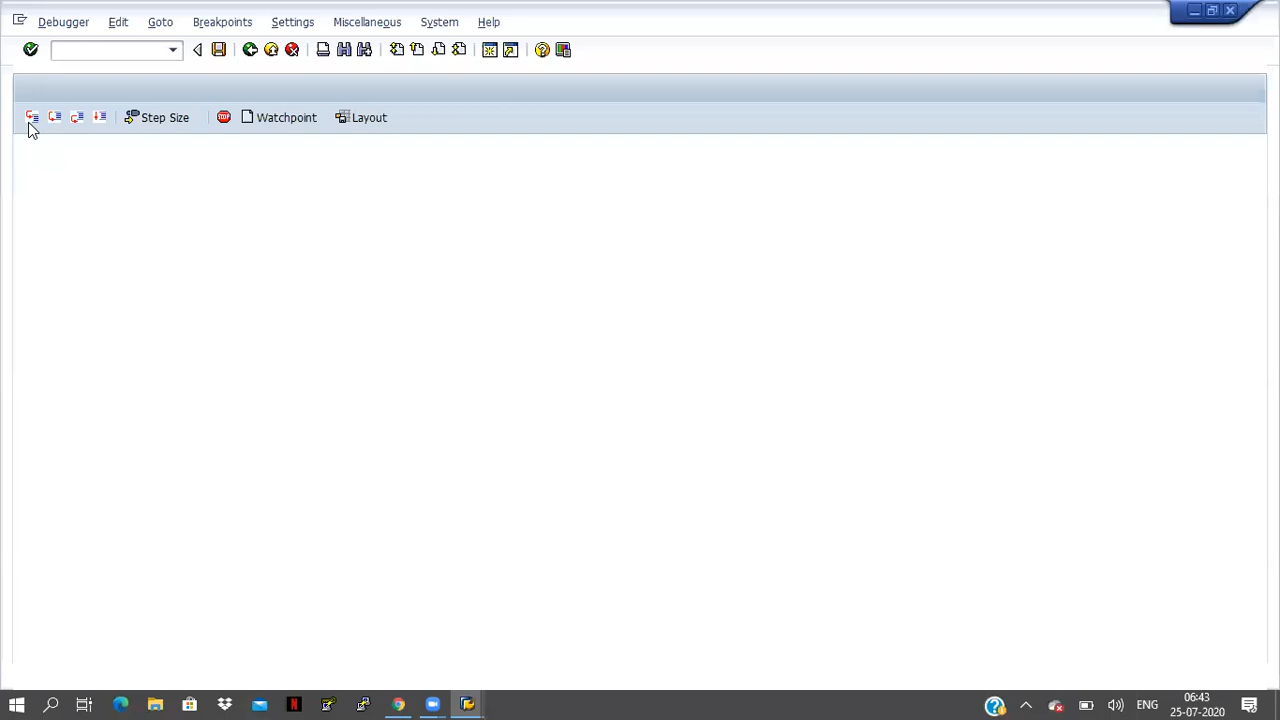 Debugger Edit Goto Breakpoints Settings Miscellaneous System Help
Step Size Watchpoint Layout
ENG
06:43
25-07-2020